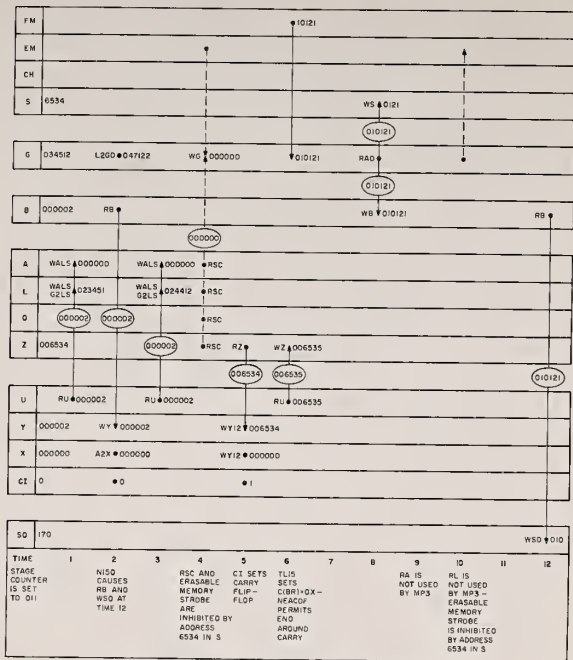 FM 10121
EM
CH
S 6534 WS 0121
010121
G 034512 L2GD 047122 WG 000000 010121 RAD
010121
B 000002 RB WB 010121 RB
000000
A WALS 000000 WALS 000000 RSC
L WALS G2LS 023451 WALS G2LS 024412 RSC
Q 000002 000002 RSC
Z 006534 000002 RSC RZ WZ 006535
006534 006535 010121
U RU 000002 RU 000002 RU 006535
Y 000002 WY 000002 WY12 006534
X 000000 A2X 000000 WY12 000000
CI 0 0 1
SQ 170 WSQ 010
TIME 1 2 3 4 5 6 7 8 9 10 11 12
STAGE COUNTER IS SET TO 011
NISQ CAUSES RB AND WSQ AT TIME 12
RSC AND ERASABLE MEMORY STROBE ARE INHIBITED BY ADDRESS 6534 IN S
CI SETS CARRY FLIP-FLOP
TL15 SETS C(BR)=0X- NEACOF PERMITS END AROUND CARRY
RA IS NOT USED BY MP3
RL IS NOT USED BY MP3 - ERASABLE MEMORY STROBE IS INHIBITED BY ADDRESS 6534 IN S